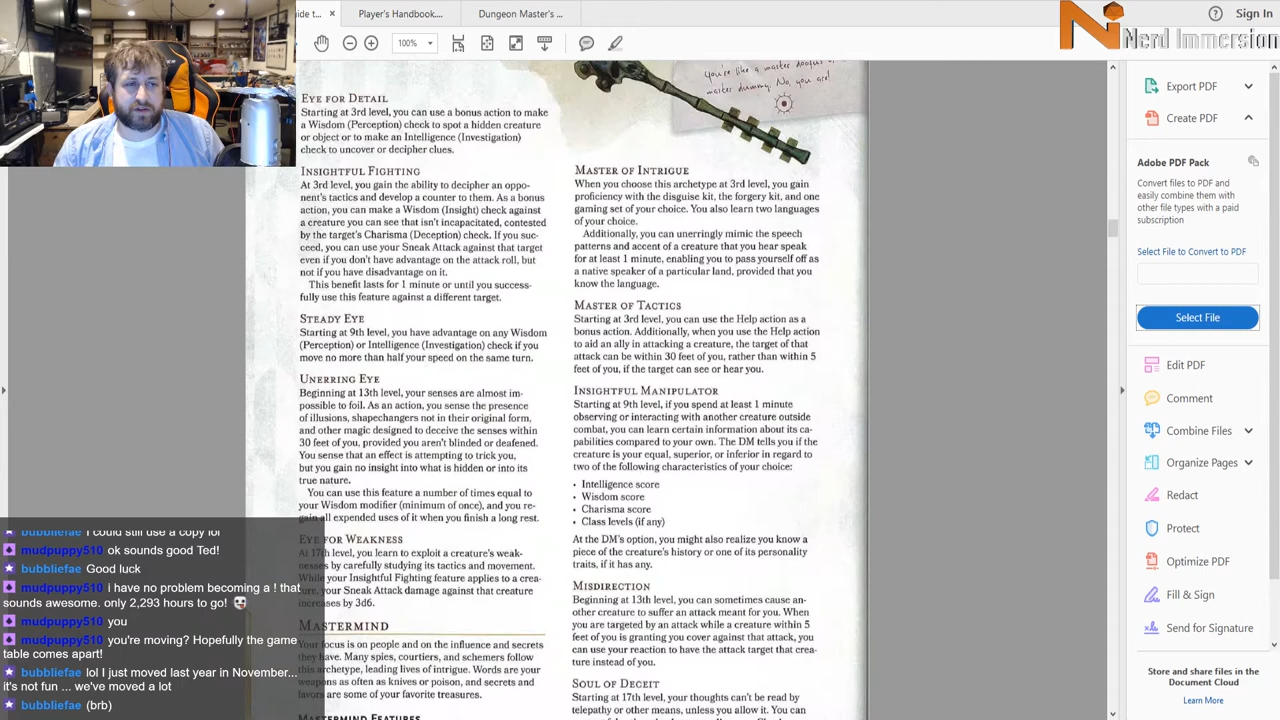 Player's Handbook...
Dungeon Master's ...
Sign In
Nerd Immersion
100%
Export PDF
Create PDF
Adobe PDF Pack
Convert files to PDF and
easily combine them with
other file types with a paid
subscription
Select File to Convert to PDF
Select File
Edit PDF
Comment
Combine Files
Organize Pages
Redact
Protect
Optimize PDF
Fill & Sign
Send for Signature
Store and share files in the
Document Cloud
Learn More
You're like a master doofus
master dummy. No, you are!
EYE FOR DETAIL
Starting at 3rd level, you can use a bonus action to make
a Wisdom (Perception) check to spot a hidden creature
or object or to make an Intelligence (Investigation)
check to uncover or decipher clues.
INSIGHTFUL FIGHTING
At 3rd level, you gain the ability to decipher an oppo-
nent's tactics and develop a counter to them. As a bonus
action, you can make a Wisdom (Insight) check against
a creature you can see that isn't incapacitated, contested
by the target's Charisma (Deception) check. If you suc-
ceed, you can use your Sneak Attack against that target
even if you don't have advantage on the attack roll, but
not if you have disadvantage on it.
This benefit lasts for 1 minute or until you success-
fully use this feature against a different target.
STEADY EYE
Starting at 9th level, you have advantage on any Wisdom
(Perception) or Intelligence (Investigation) check if you
move no more than half your speed on the same turn.
UNERRING EYE
Beginning at 13th level, your senses are almost im-
possible to foil. As an action, you sense the presence
of illusions, shapechangers not in their original form,
and other magic designed to deceive the senses within
30 feet of you, provided you aren't blinded or deafened.
You sense that an effect is attempting to trick you,
but you gain no insight into what is hidden or into its
true nature.
You can use this feature a number of times equal to
your Wisdom modifier (minimum of once), and you re-
gain all expended uses of it when you finish a long rest.
EYE FOR WEAKNESS
At 17th level, you learn to exploit a creature's weak-
nesses by carefully studying its tactics and movement.
While your Insightful Fighting feature applies to a crea-
ture, your Sneak Attack damage against that creature
increases by 3d6.
MASTERMIND
Your focus is on people and on the influence and secrets
they have. Many spies, courtiers, and schemers follow
this archetype, leading lives of intrigue. Words are your
weapons as often as knives or poison, and secrets and
favors are some of your favorite treasures.
MASTERMIND FEATURES
MASTER OF INTRIGUE
When you choose this archetype at 3rd level, you gain
proficiency with the disguise kit, the forgery kit, and one
gaming set of your choice. You also learn two languages
of your choice.
Additionally, you can unerringly mimic the speech
patterns and accent of a creature that you hear speak
for at least 1 minute, enabling you to pass yourself off as
a native speaker of a particular land, provided that you
know the language.
MASTER OF TACTICS
Starting at 3rd level, you can use the Help action as a
bonus action. Additionally, when you use the Help action
to aid an ally in attacking a creature, the target of that
attack can be within 30 feet of you, rather than within 5
feet of you, if the target can see or hear you.
INSIGHTFUL MANIPULATOR
Starting at 9th level, if you spend at least 1 minute
observing or interacting with another creature outside
combat, you can learn certain information about its ca-
pabilities compared to your own. The DM tells you if the
creature is your equal, superior, or inferior in regard to
two of the following characteristics of your choice:
• Intelligence score
• Wisdom score
• Charisma score
• Class levels (if any)
At the DM's option, you might also realize you know a
piece of the creature's history or one of its personality
traits, if it has any.
MISDIRECTION
Beginning at 13th level, you can sometimes cause an-
other creature to suffer an attack meant for you. When
you are targeted by an attack while a creature within 5
feet of you is granting you cover against that attack, you
can use your reaction to have the attack target that crea-
ture instead of you.
SOUL OF DECEIT
Starting at 17th level, your thoughts can't be read by
telepathy or other means, unless you allow it. You can
bubbliefae I could still use a copy lol
mudpuppy510 ok sounds good Ted!
bubbliefae Good luck
mudpuppy510 i have no problem becoming a ! that
sounds awesome. only 2,293 hours to go!
mudpuppy510 you
mudpuppy510 you're moving? Hopefully the game
table comes apart!
bubbliefae lol I just moved last year in November...
it's not fun ... we've moved a lot
bubbliefae (brb)